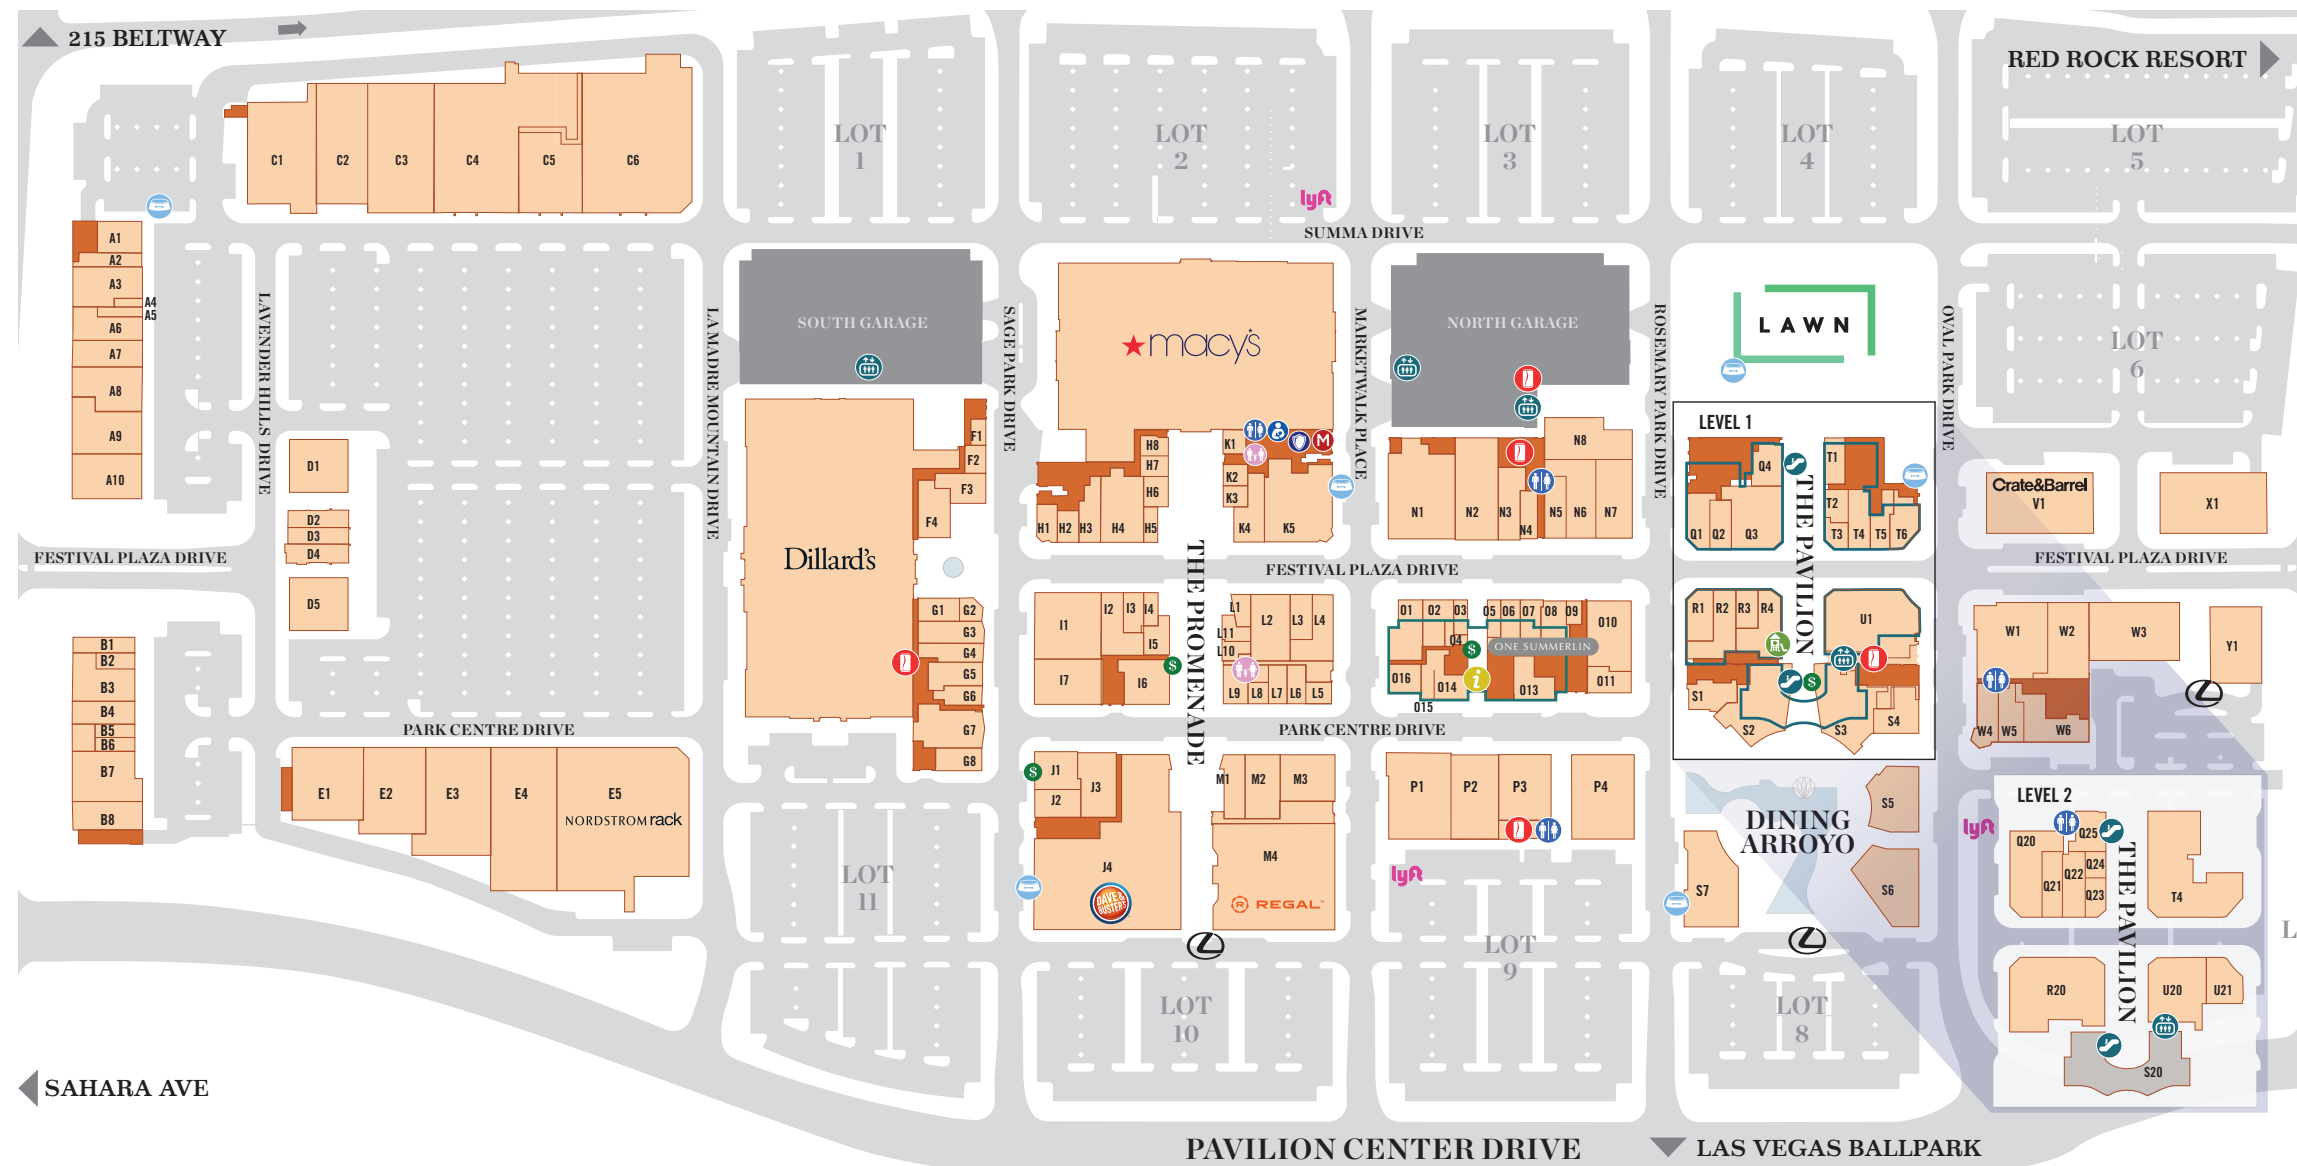 215 BELTWAY
RED ROCK RESORT
C1
C2
C3
C4
C5
C6
LOT
1
LOT
2
lyft
LOT
3
LOT
4
LOT
5
SUMMA DRIVE
A1
A2
A3
A4
A5
A6
A7
A8
A9
A10
LAVENDER HILLS DRIVE
D1
D2
D3
D4
D5
LA MADRE MOUNTAIN DRIVE
SOUTH GARAGE
SAGE PARK DRIVE
macy's
MARKETWALK PLACE
NORTH GARAGE
ROSEMARY PARK DRIVE
LAWN
OVAL PARK DRIVE
LOT
6
Dillard's
F1
F2
F3
F4
H8
H7
H6
H1
H2
H3
H4
H5
K1
K2
K3
K4
K5
M
N1
N2
N3
N4
N5
N6
N7
N8
LEVEL 1
Q4
Q1
Q2
Q3
THE PAVILION
T1
T2
T3
T4
T5
T6
Crate&Barrel
V1
X1
FESTIVAL PLAZA DRIVE
FESTIVAL PLAZA DRIVE
FESTIVAL PLAZA DRIVE
THE PROMENADE
B1
B2
B3
B4
B5
B6
B7
B8
G1
G2
G3
G4
G5
G6
G7
G8
I1
I2
I3
I4
I5
I6
I7
$
L1
L2
L3
L4
L11
L10
L9
L8
L7
L6
L5
O1
O2
O3
O4
O5
O6
O7
O8
O9
O10
ONE SUMMERLIN
$
i
O16
O15
O14
O13
O11
R1
R2
R3
R4
U1
$
S1
S2
S3
S4
W1
W2
W3
W4
W5
W6
Y1
PARK CENTRE DRIVE
PARK CENTRE DRIVE
E1
E2
E3
E4
E5
NORDSTROM rack
$
J1
J2
J3
J4
DAVE & BUSTER'S
M1
M2
M3
M4
R REGAL
P1
P2
P3
P4
lyft
DINING
ARROYO
S5
S6
S7
lyft
LEVEL 2
Q20
Q21
Q22
Q23
Q24
Q25
THE PAVILION
T4
R20
U20
U21
S20
LOT
11
LOT
10
LOT
9
LOT
8
L
SAHARA AVE
PAVILION CENTER DRIVE
LAS VEGAS BALLPARK